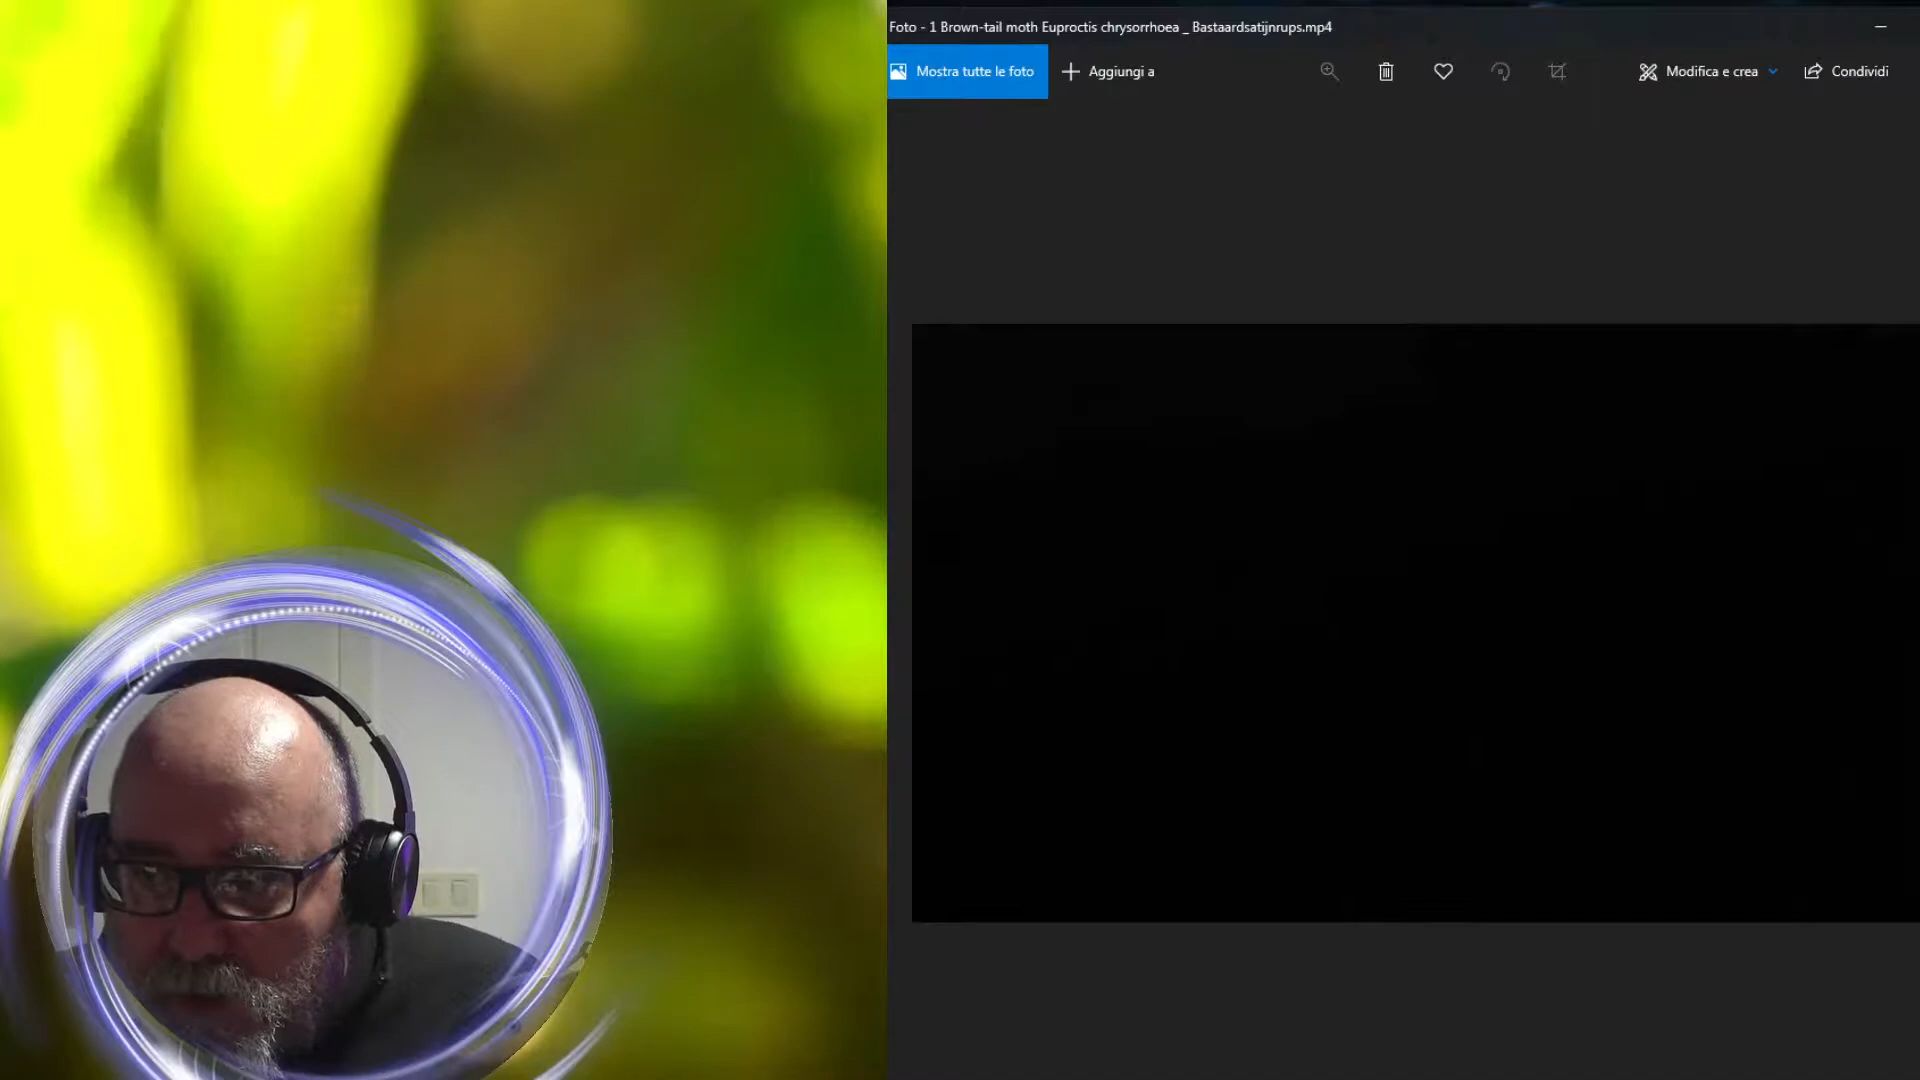 Foto - 1 Brown-tail moth Euproctis chrysorrhoea _ Bastaardsatijnrups.mp4
Mostra tutte le foto
Aggiungi a
Modifica e crea
Condividi